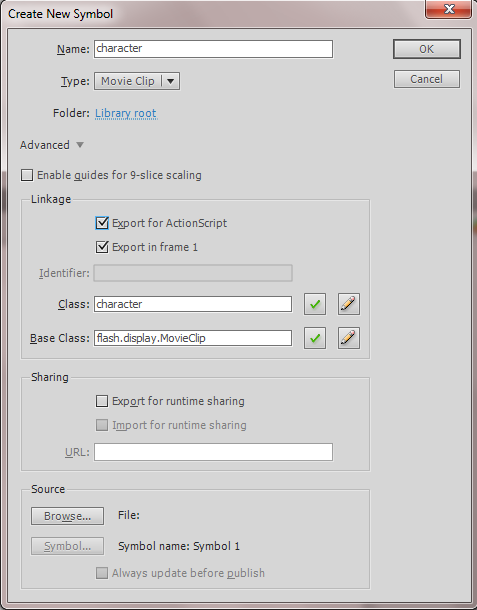 Create New Symbol
Name: character
OK
Type: Movie Clip
Cancel
Folder: Library root
Advanced
Enable guides for 9-slice scaling
Linkage
Export for ActionScript
Export in frame 1
Identifier:
Class: character
Base Class: flash.display.MovieClip
Sharing
Export for runtime sharing
Import for runtime sharing
URL:
Source
Browse... File:
Symbol... Symbol name: Symbol 1
Always update before publish